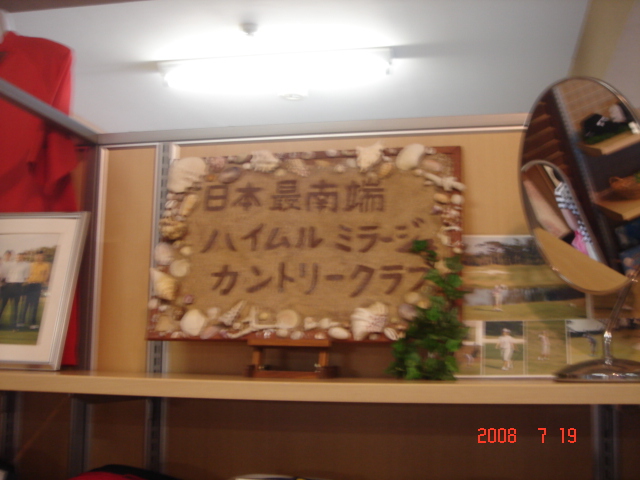 日本最南端
ハイムルミラージ
カントリークラブ
2008 7 19